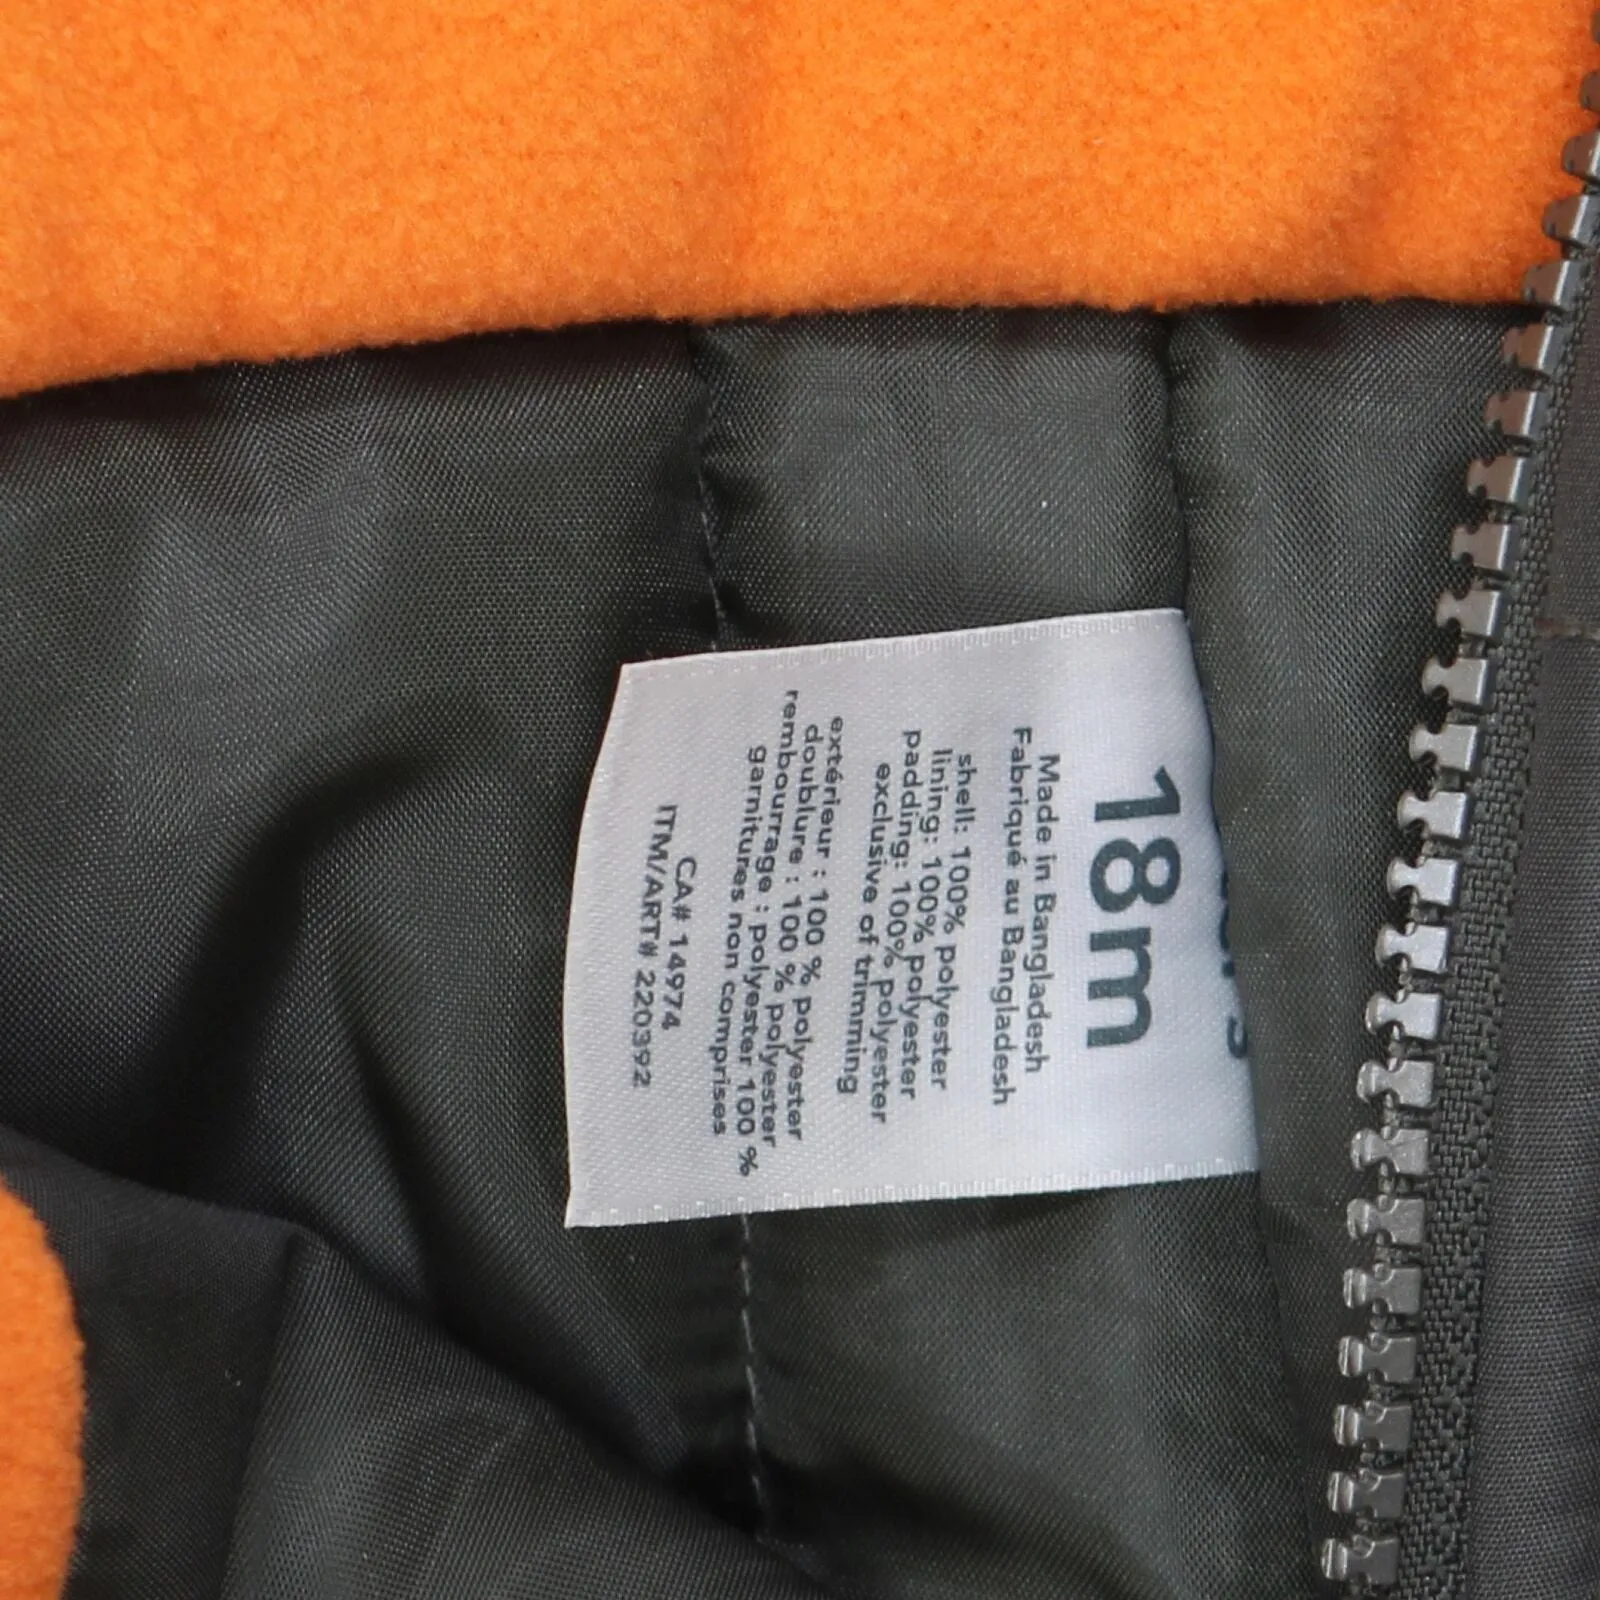 18m
Made in Bangladesh
Fabriqué au Bangladesh
shell: 100% polyester
lining: 100% polyester
padding: 100% polyester
exclusive of trimming
extérieur : 100 % polyester
doublure : 100 % polyester
rembourrage : polyester 100 %
garnitures non comprises
CA# 14974
ITM/ART# 220392